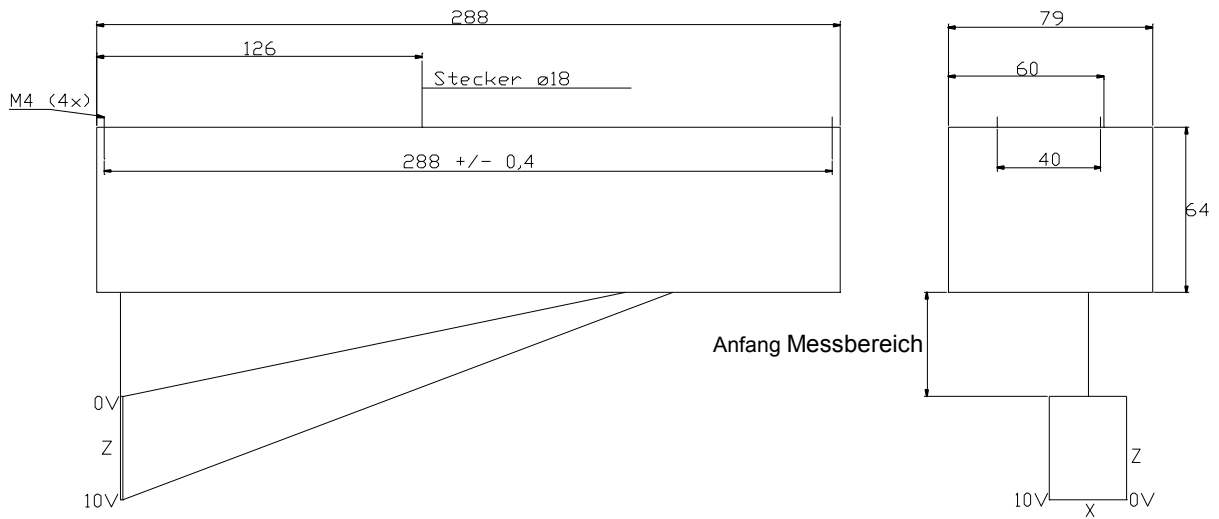 288
79
126
60
Stecker ø18
M4 (4x)
288 +/- 0,4
40
64
Anfang Messbereich
0V
Z
Z
10V
10V
0V
X